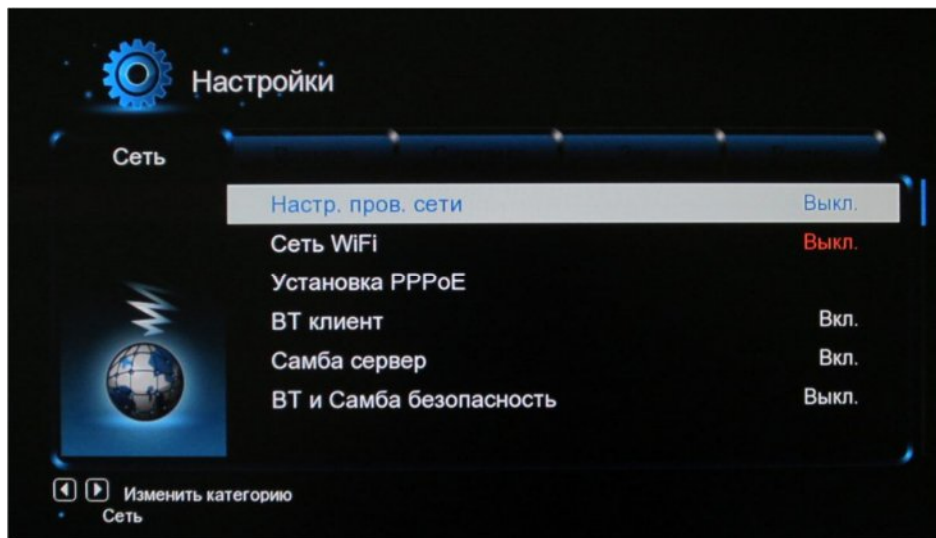 Настройки
Сеть
Настр. пров. сети Выкл.
Сеть WiFi Выкл.
Установка PPPoE
BT клиент Вкл.
Самба сервер Вкл.
BT и Самба безопасность Выкл.
Изменить категорию
Сеть